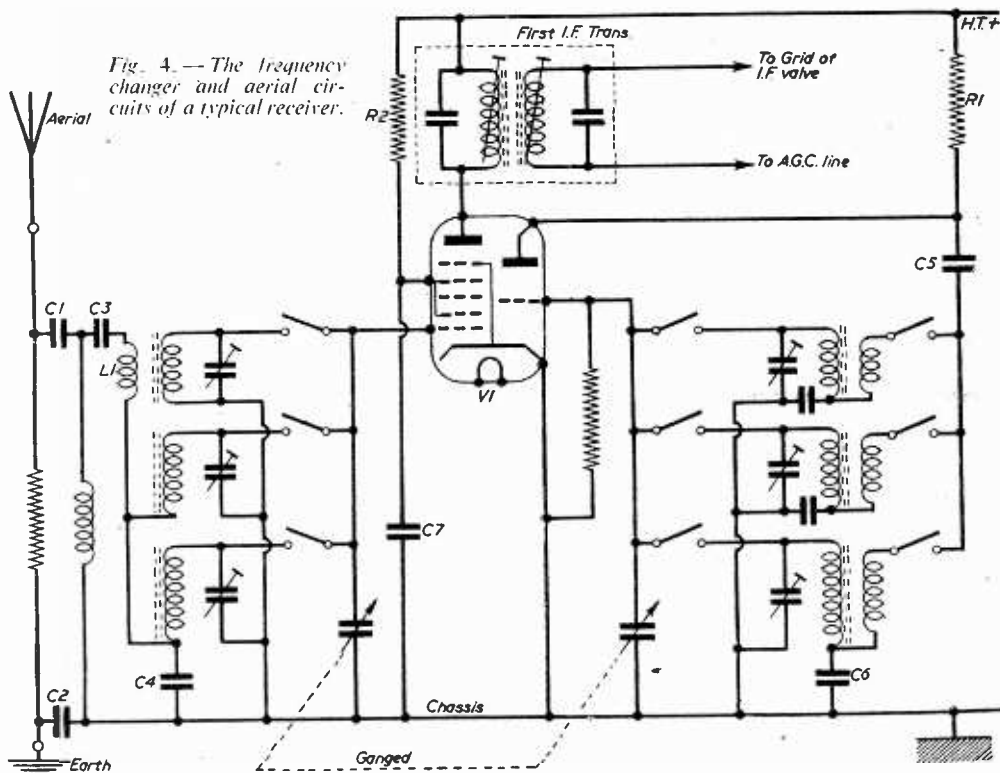 Fig. 4.—The frequency
changer and aerial cir-
cuits of a typical receiver.
First I.F. Trans
H.T.+
To Grid of
I.F valve
To A.G.C. line
Aerial
R2
R1
C1
C3
L1
C5
V1
C7
C4
C6
C2
Chassis
Ganged
Earth